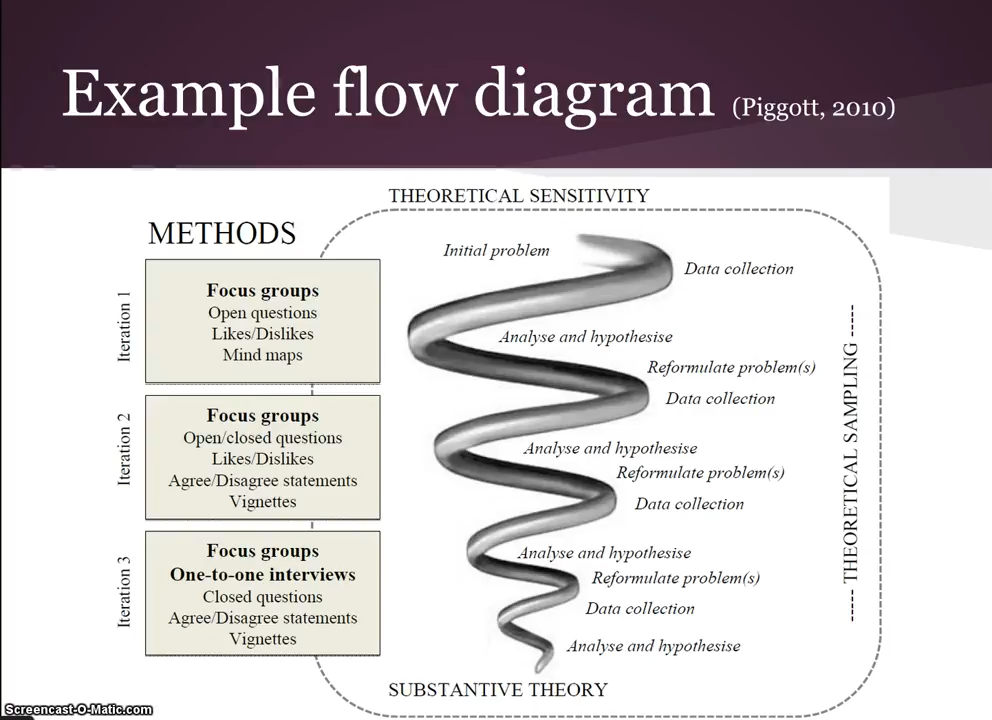 Example flow diagram (Piggott, 2010)
THEORETICAL SENSITIVITY
METHODS
Iteration 1
Focus groups
Open questions
Likes/Dislikes
Mind maps
Iteration 2
Focus groups
Open/closed questions
Likes/Dislikes
Agree/Disagree statements
Vignettes
Iteration 3
Focus groups
One-to-one interviews
Closed questions
Agree/Disagree statements
Vignettes
Initial problem
Data collection
Analyse and hypothesise
Reformulate problem(s)
Data collection
Analyse and hypothesise
Reformulate problem(s)
Data collection
Analyse and hypothesise
Reformulate problem(s)
Data collection
Analyse and hypothesise
----- THEORETICAL SAMPLING -----
SUBSTANTIVE THEORY
Screencast-O-Matic.com